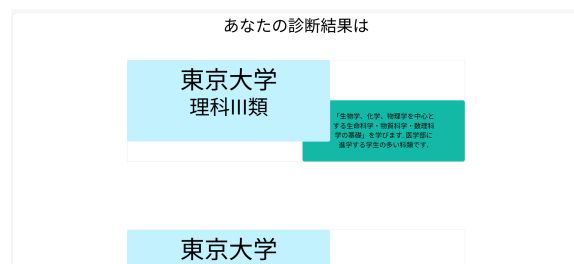 あなたの診断結果は
東京大学
理科III類
「生物学、化学、物理学を中心と
する生命科学・物質科学・数理科
学の基礎」を学びます。医学部に
進学する学生の多い科類です。
東京大学